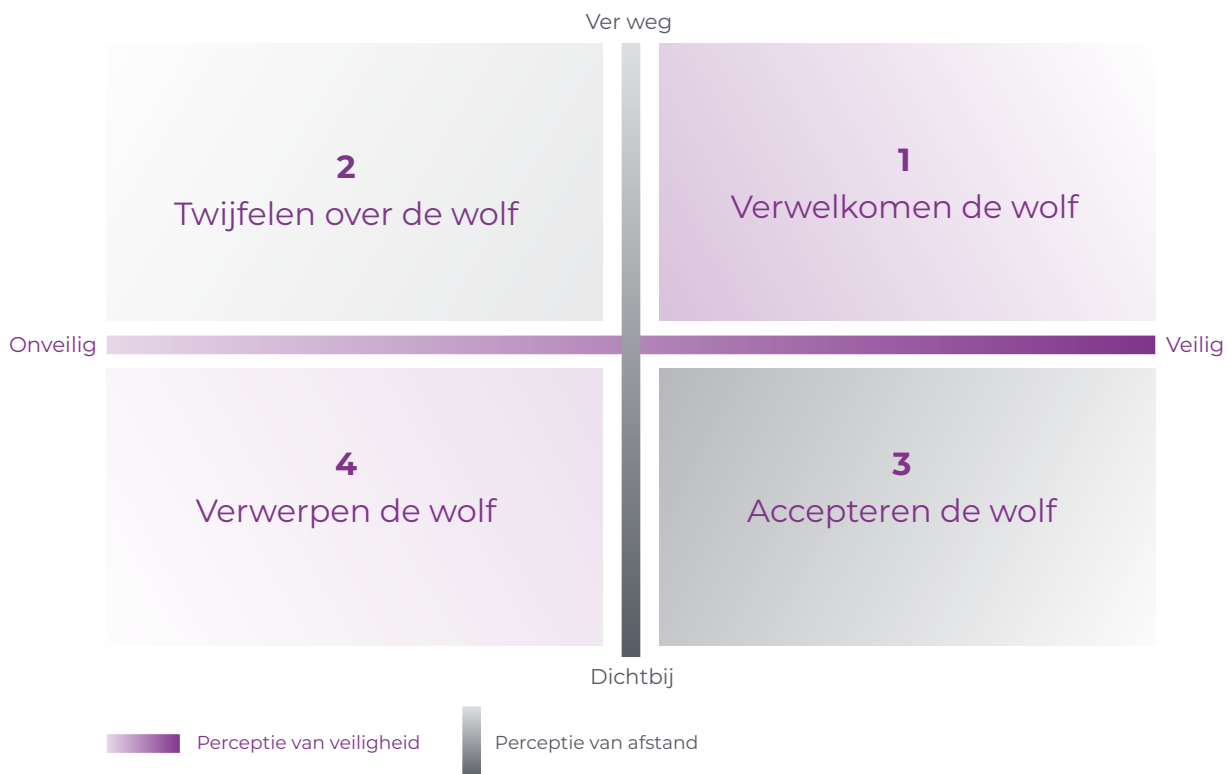 Ver weg
2
Twijfelen over de wolf
1
Verwelkomen de wolf
Onveilig
Veilig
4
Verwerpen de wolf
3
Accepteren de wolf
Dichtbij
Perceptie van veiligheid
Perceptie van afstand